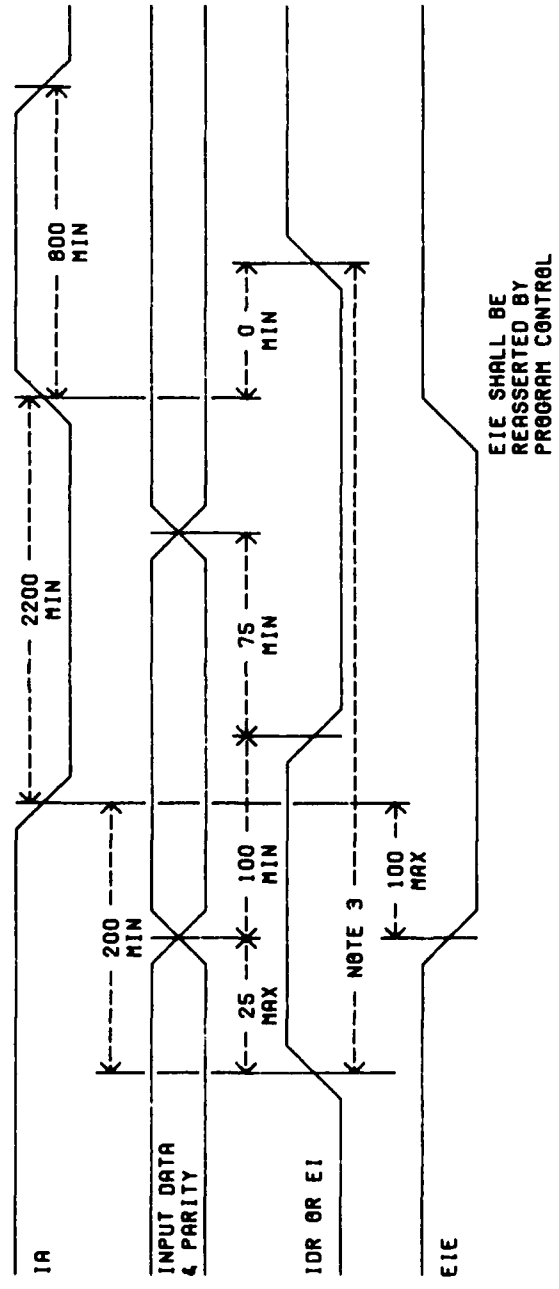 IA
800
MIN
2200
MIN
200
MIN
INPUT DATA
& PARITY
0
MIN
75
MIN
100
MIN
25
MAX
IDR OR EI
NOTE 3
100
MAX
EIE
EIE SHALL BE
REASSERTED BY
PROGRAM CONTROL